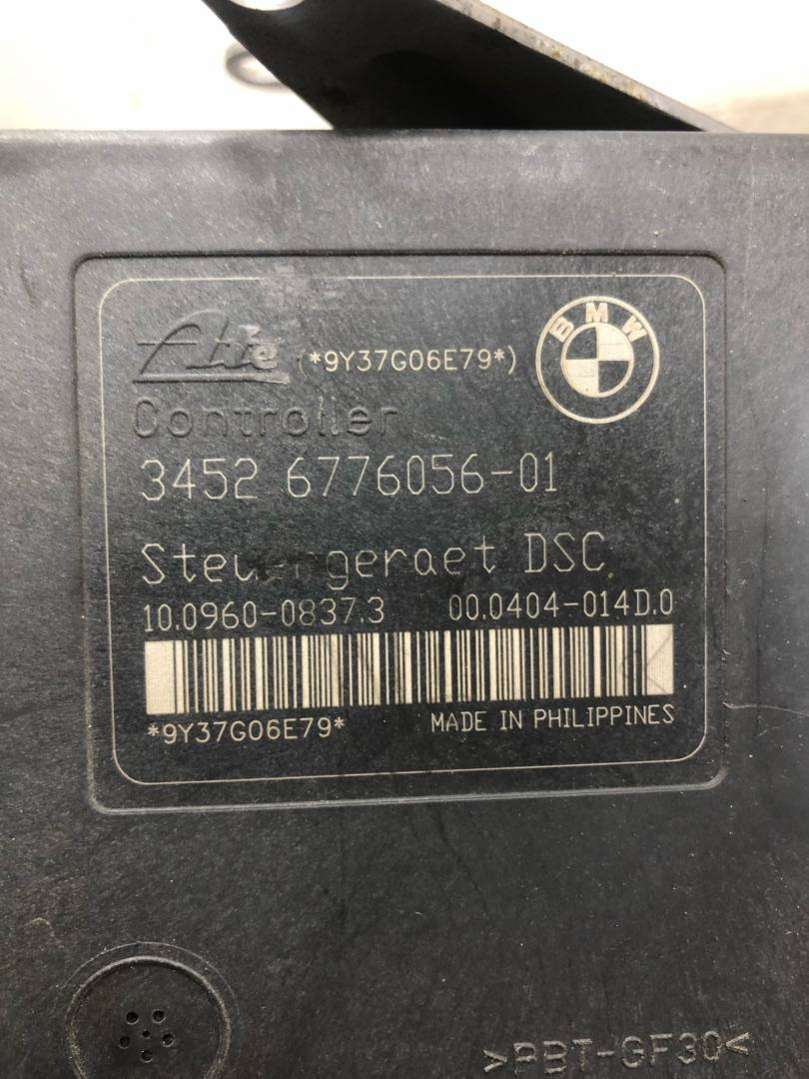 Ate (*9Y37G06E79*)
BMW
Controller
3452 6776056-01
Steuergeraet DSC
10.0960-0837.3 00.0404-014D.0
*9Y37G06E79* MADE IN PHILIPPINES
>PBT-GF30<